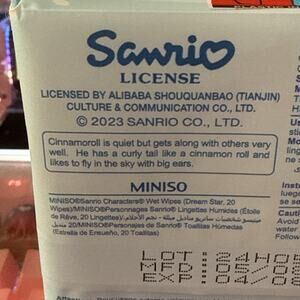 Sanrio
LICENSE
LICENSED BY ALIBABA SHOUQUANBAO (TIANJIN)
CULTURE & COMMUNICATION CO., LTD.
© 2023 SANRIO CO., LTD.
Cinnamoroll is quiet but gets along with others very
well. He has a curly tail like a cinnamon roll and
likes to fly in the sky with big ears.
MINISO
MINISO®Sanrio Characters® Wet Wipes (Dream Star, 20
Wipes)/MINISO®Personnages Sanrio® Lingettes Humides (Étoile
de Rêve, 20 Lingettes)/
20/MINISO®Personajes de Sanrio® Toallitas Húmedas
(Estrella de Ensueño, 20 Toallitas)
LOT: 24H05
MFD: 05/08
EXP: 04/08